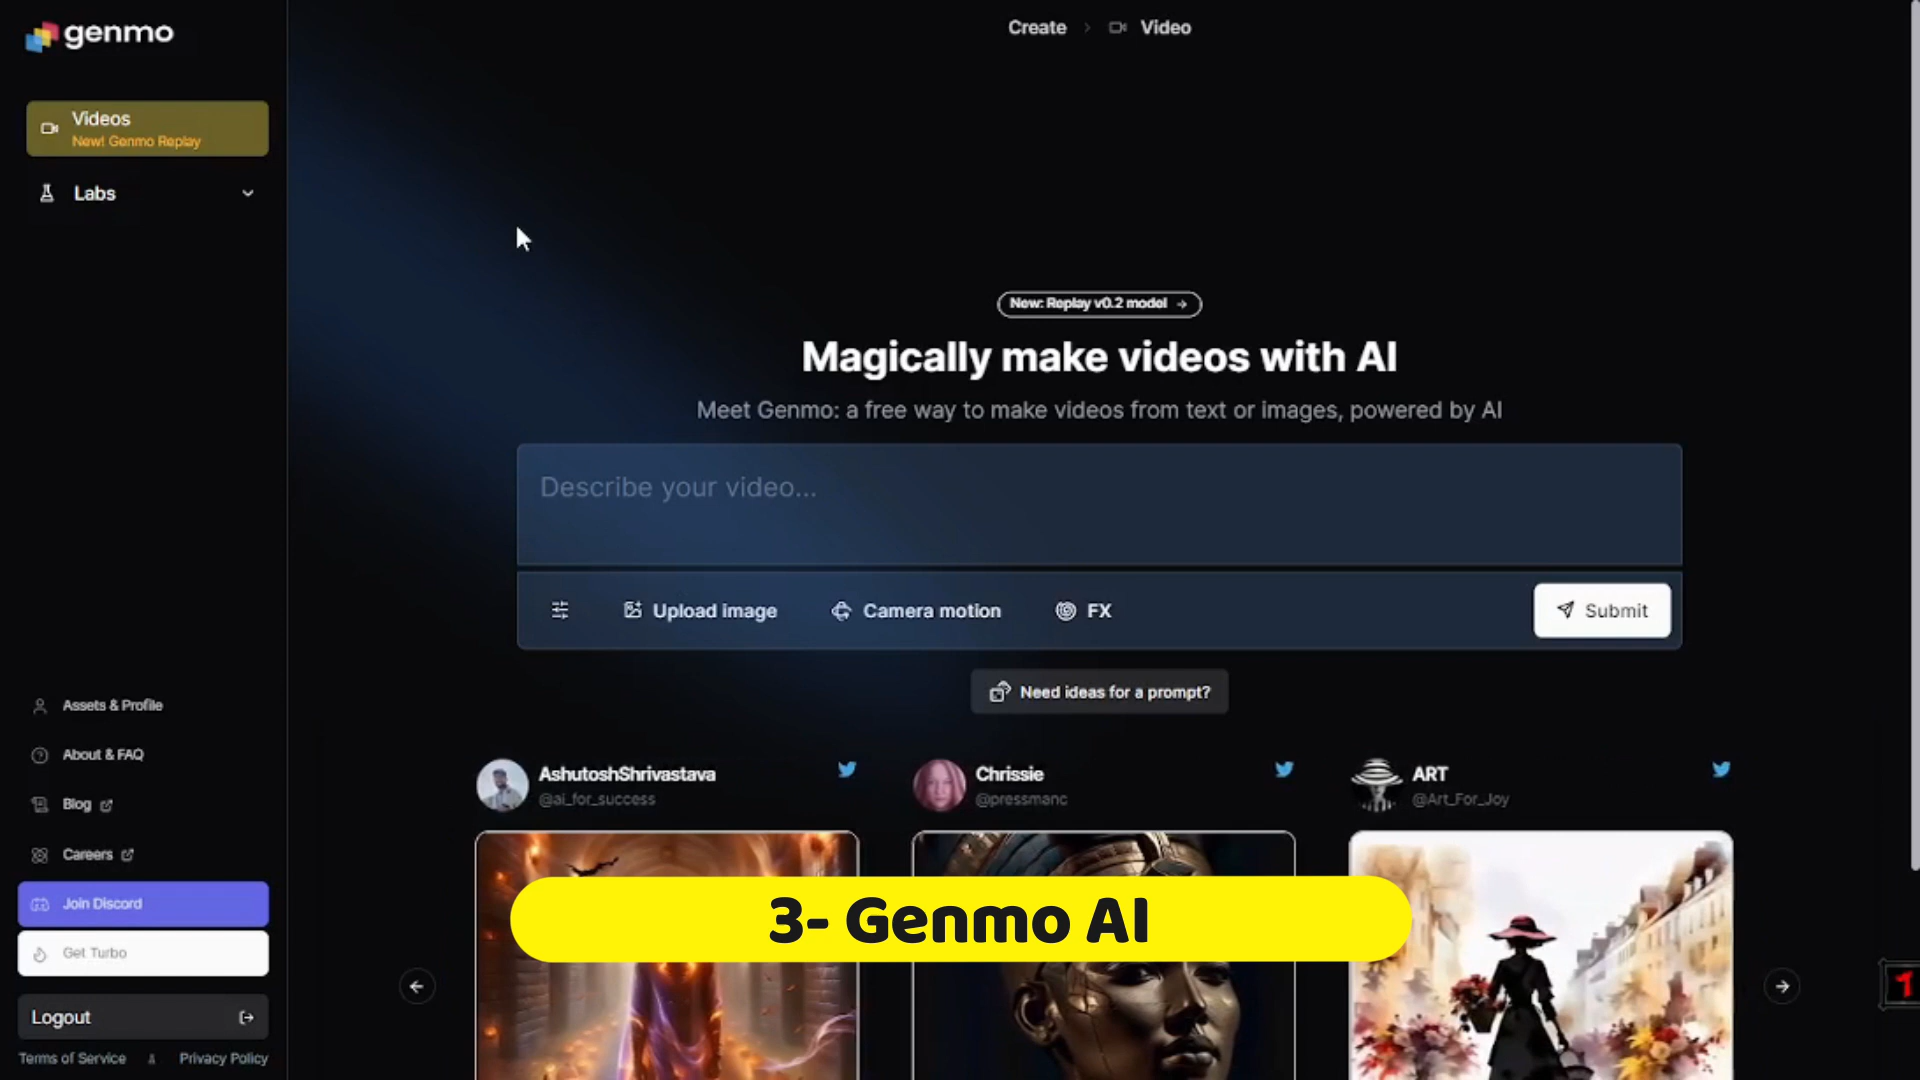 genmo
Create
Video
Videos
New! Genmo Replay
Labs
New: Replay v0.2 model
Magically make videos with AI
Meet Genmo: a free way to make videos from text or images, powered by AI
Describe your video...
Upload image
Camera motion
FX
Submit
Need ideas for a prompt?
Assets & Profile
About & FAQ
Blog
Careers
Join Discord
Get Turbo
Logout
Terms of Service
Privacy Policy
AshutoshShrivastava
@ai_for_success
Chrissie
@pressmanc
ART
@Art_For_Joy
3- Genmo AI